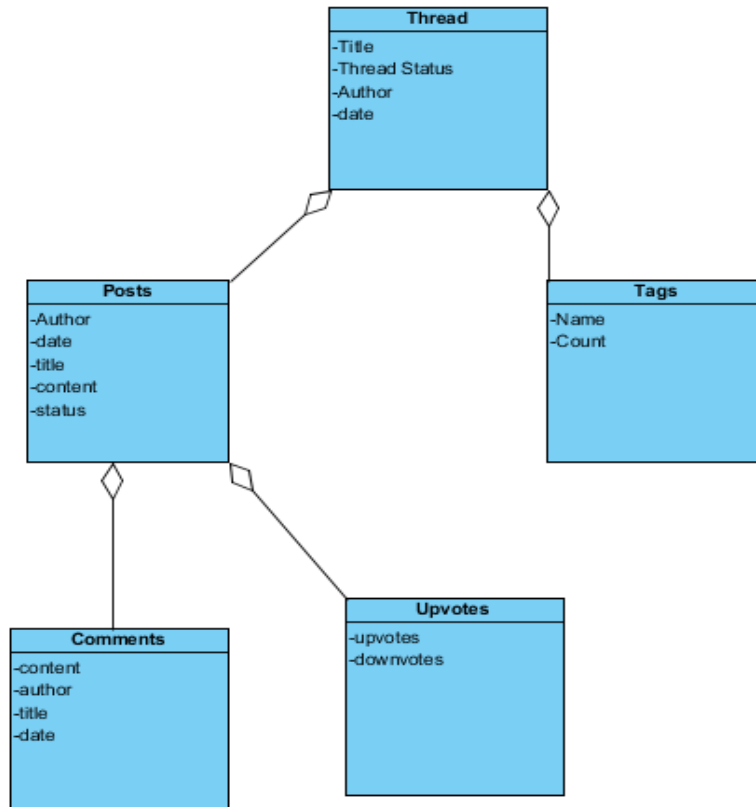 Thread
-Title
-Thread Status
-Author
-date
Posts
-Author
-date
-title
-content
-status
Tags
-Name
-Count
Comments
-content
-author
-title
-date
Upvotes
-upvotes
-downvotes